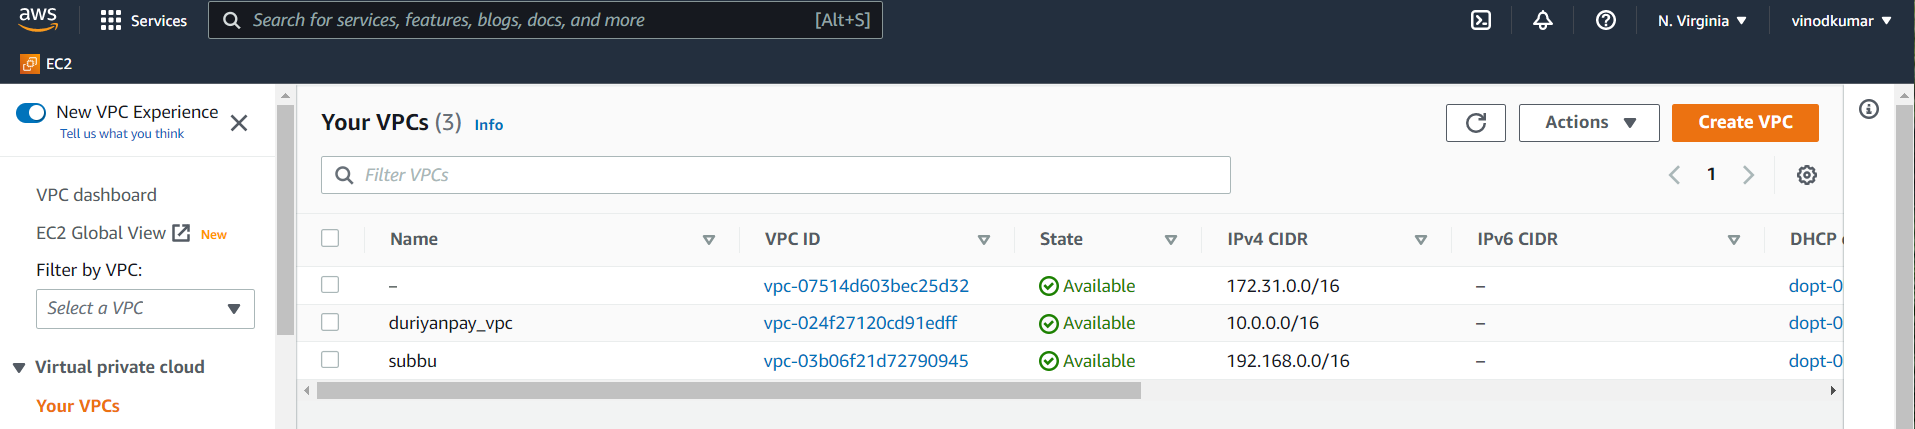 aws
Services
Search for services, features, blogs, docs, and more [Alt+S]
N. Virginia
vinodkumar
EC2
New VPC Experience
Tell us what you think
VPC dashboard
EC2 Global View New
Filter by VPC:
Select a VPC
Virtual private cloud
Your VPCs
Your VPCs (3) Info
Actions
Create VPC
Filter VPCs
1
Name VPC ID State IPv4 CIDR IPv6 CIDR DHCP
– vpc-07514d603bec25d32 Available 172.31.0.0/16 – dopt-0
duriyanpay_vpc vpc-024f27120cd91edff Available 10.0.0.0/16 – dopt-0
subbu vpc-03b06f21d72790945 Available 192.168.0.0/16 – dopt-0